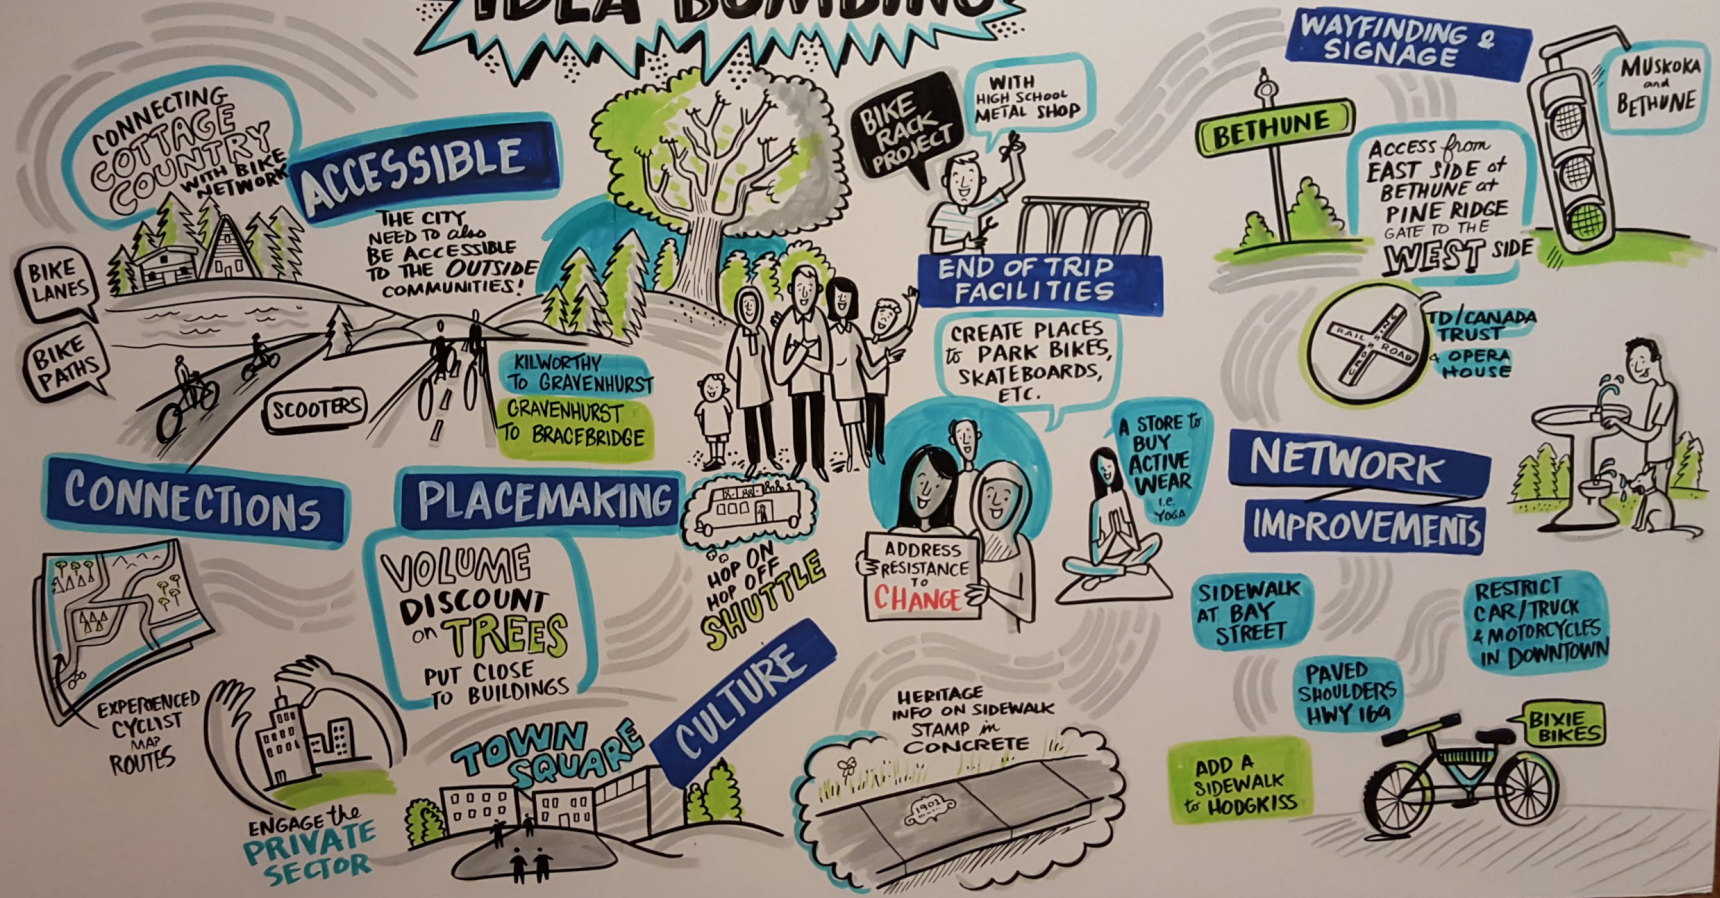 IDEA BOMBING
CONNECTING
COTTAGE
COUNTRY
WITH BIKE
NETWORK
ACCESSIBLE
THE CITY
NEED TO also
BE ACCESSIBLE
TO THE OUTSIDE
COMMUNITIES!
BIKE
LANES
BIKE
PATHS
SCOOTERS
KILWORTHY
TO GRAVENHURST
GRAVENHURST
TO BRACEBRIDGE
BIKE
RACK
PROJECT
WITH
HIGH SCHOOL
METAL SHOP
END OF TRIP
FACILITIES
CREATE PLACES
to PARK BIKES,
SKATEBOARDS,
ETC.
A STORE to
BUY
ACTIVE
WEAR
i.e.
YOGA
ADDRESS
RESISTANCE
TO
CHANGE
WAYFINDING &
SIGNAGE
BETHUNE
MUSKOKA
and
BETHUNE
ACCESS from
EAST SIDE of
BETHUNE at
PINE RIDGE
GATE TO THE
WEST SIDE
RAIL ROAD
CROSSING
TD/CANADA
TRUST
& OPERA
HOUSE
NETWORK
IMPROVEMENTS
SIDEWALK
AT BAY
STREET
RESTRICT
CAR/TRUCK
& MOTORCYCLES
IN DOWNTOWN
PAVED
SHOULDERS
HWY 169
ADD A
SIDEWALK
to HODGKISS
BIXIE
BIKES
CONNECTIONS
EXPERIENCED
CYCLIST
MAP
ROUTES
ENGAGE the
PRIVATE
SECTOR
PLACEMAKING
VOLUME
DISCOUNT
on TREES
PUT CLOSE
TO BUILDINGS
HOP ON
HOP OFF
SHUTTLE
CULTURE
TOWN
SQUARE
HERITAGE
INFO ON SIDEWALK
STAMP in
CONCRETE
1901